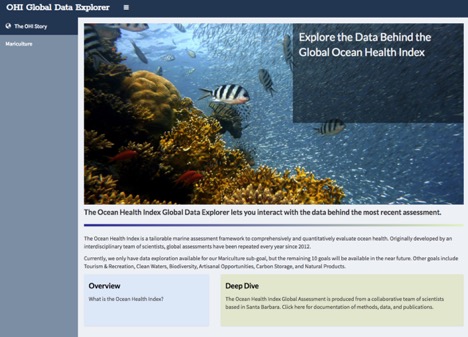 OHI Global Data Explorer
The OHI Story
Mariculture
Explore the Data Behind the
Global Ocean Health Index
The Ocean Health Index Global Data Explorer lets you interact with the data behind the most recent assessment.
The Ocean Health Index is a tailorable marine assessment framework to comprehensively and quantitatively evaluate ocean health. Originally developed by an
interdisciplinary team of scientists, global assessments have been repeated every year since 2012.
Currently, we only have data exploration available for our Mariculture sub-goal, but the remaining 10 goals will be available in the near future. Other goals include
Tourism & Recreation, Clean Waters, Biodiversity, Artisanal Opportunities, Carbon Storage, and Natural Products.
Overview
What is the Ocean Health Index?
Deep Dive
The Ocean Health index Global Assessment is produced from a collaborative team of scientists
based in Santa Barbara. Click here for documentation of methods, data, and publications.